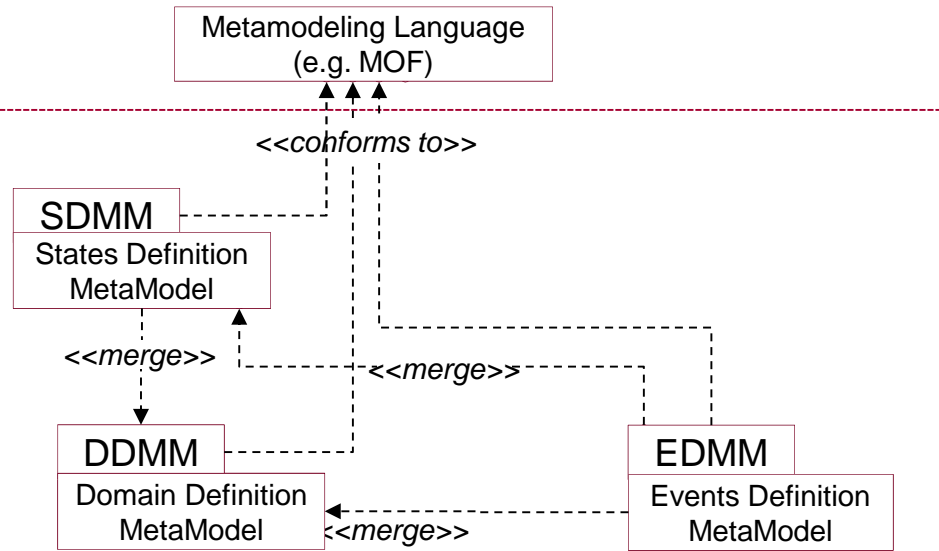 Metamodeling Language
(e.g. MOF)
<<conforms to>>
SDMM
States Definition
MetaModel
<<merge>>
<<merge>>
DDMM
EDMM
Domain Definition
MetaModel
Events Definition
MetaModel
<<merge>>